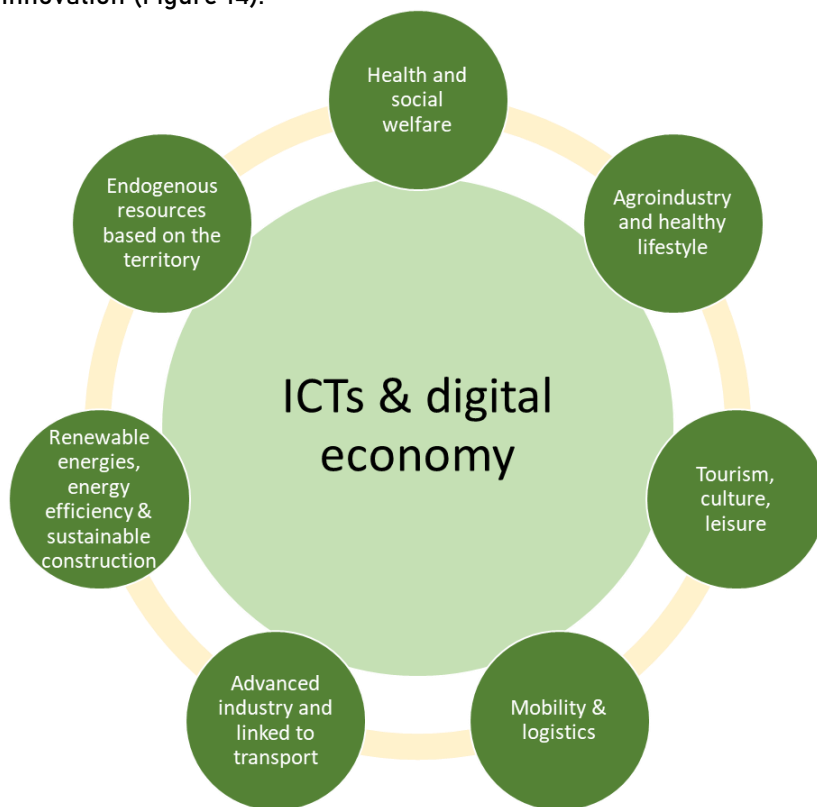 innovation (Figure 14).
Health and
social
welfare
Agroindustry
and healthy
lifestyle
Tourism,
culture,
leisure
Mobility &
logistics
Advanced
industry and
linked to
transport
Renewable
energies,
energy
efficiency &
sustainable
construction
Endogenous
resources
based on the
territory
ICTs & digital
economy